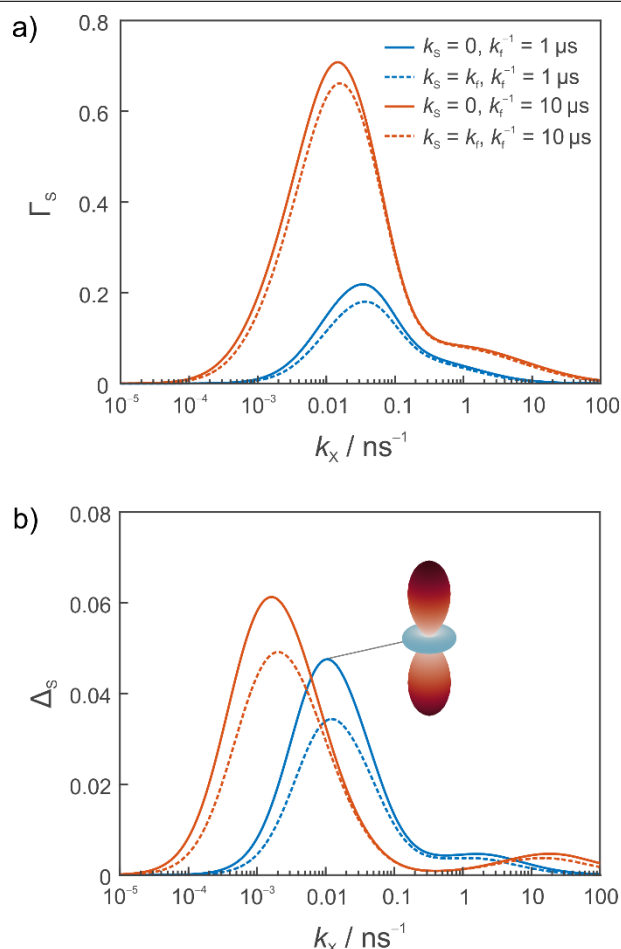 a)
0.8
0.6
0.4
0.2
0
Γ_S
k_S = 0, k_f⁻¹ = 1 µs
k_S = k_f, k_f⁻¹ = 1 µs
k_S = 0, k_f⁻¹ = 10 µs
k_S = k_f, k_f⁻¹ = 10 µs
10⁻⁵ 10⁻⁴ 10⁻³ 0.01 0.1 1 10 100
k_X / ns⁻¹
b)
0.08
0.06
0.04
0.02
0
Δ_S
10⁻⁵ 10⁻⁴ 10⁻³ 0.01 0.1 1 10 100
k_X / ns⁻¹